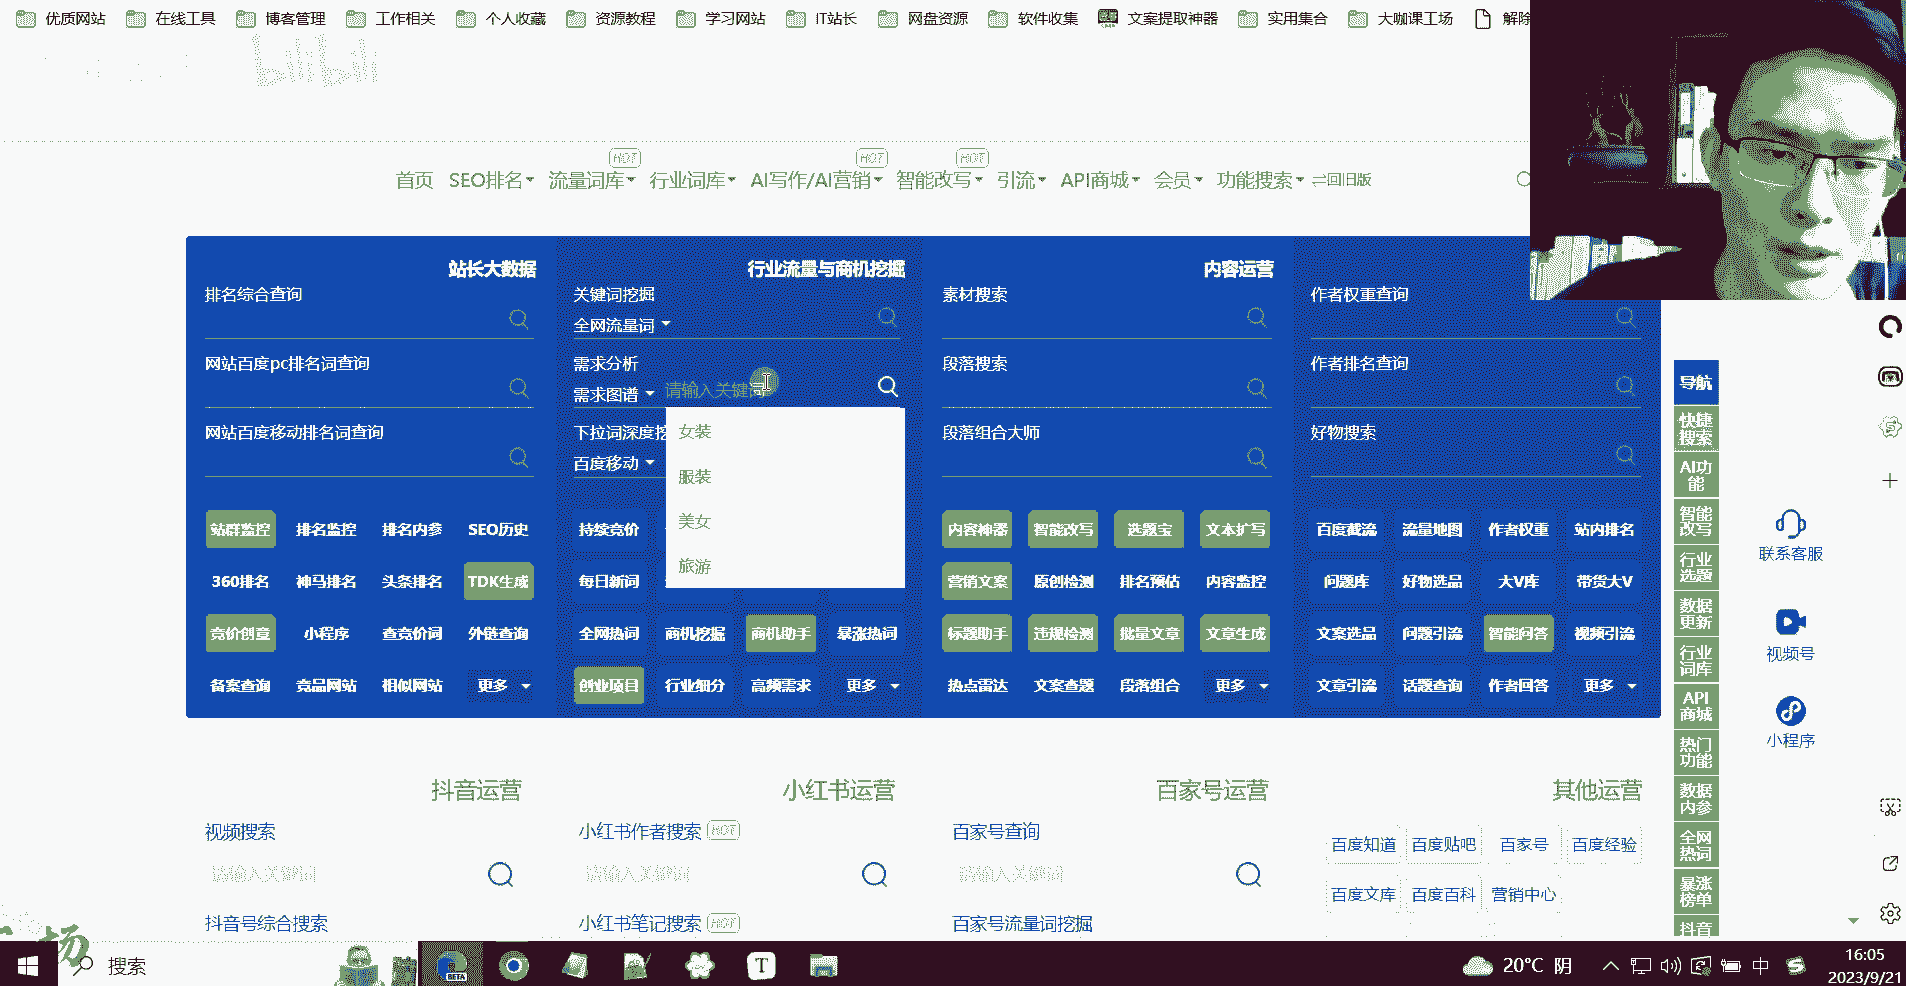 优质网站 在线工具 博客管理 工作相关 个人收藏 资源教程 学习网站 IT站长 网盘资源 软件收集 文案提取神器 实用集合 大咖课工场 解除
bilibili
HOT HOT HOT
首页 SEO排名 流量词库 行业词库 AI写作/AI营销 智能改写 引流 API商城 会员 功能搜索 回旧版
站长大数据 行业流量与商机挖掘 内容运营
排名综合查询 关键词挖掘 素材搜索 作者权重查询
全网流量词
网站百度pc排名词查询 需求分析 段落搜索 作者排名查询
需求图谱 请输入关键词
网站百度移动排名词查询 下拉词深度挖 段落组合大师 好物搜索
百度移动
女装
服装
美女
旅游
站群监控 排名监控 排名内参 SEO历史 持续竞价 内容神器 智能改写 选题宝 文本扩写 百度截流 流量地图 作者权重 站内排名
360排名 神马排名 头条排名 TDK生成 每日新词 营销文案 原创检测 排名预估 内容监控 问题库 好物选品 大V库 带货大V
竞价创意 小程序 查竞价词 外链查询 全网热词 商机挖掘 商机助手 暴涨热词 标题助手 违规检测 批量文章 文章生成 文案选品 问题引流 智能问答 视频引流
备案查询 竞品网站 相似网站 更多 创业项目 行业细分 高频需求 更多 热点雷达 文案查题 段落组合 更多 文章引流 话题查询 作者回答 更多
导航
快捷
搜索
AI功
能
智能
改写
行业
选题
数据
更新
行业
词库
API
商城
热门
功能
数据
内参
全网
热词
暴涨
榜单
抖音
联系客服
视频号
小程序
抖音运营 小红书运营 百家号运营 其他运营
视频搜索 小红书作者搜索 HOT 百家号查询
请输入关键词 请输入关键词 请输入关键词
百度知道 百度贴吧 百家号 百度经验
百度文库 百度百科 营销中心
抖音号综合搜索 小红书笔记搜索 HOT 百家号流量词挖掘
场
搜索
BETA
T
20°C 阴
中
16:05
2023/9/21